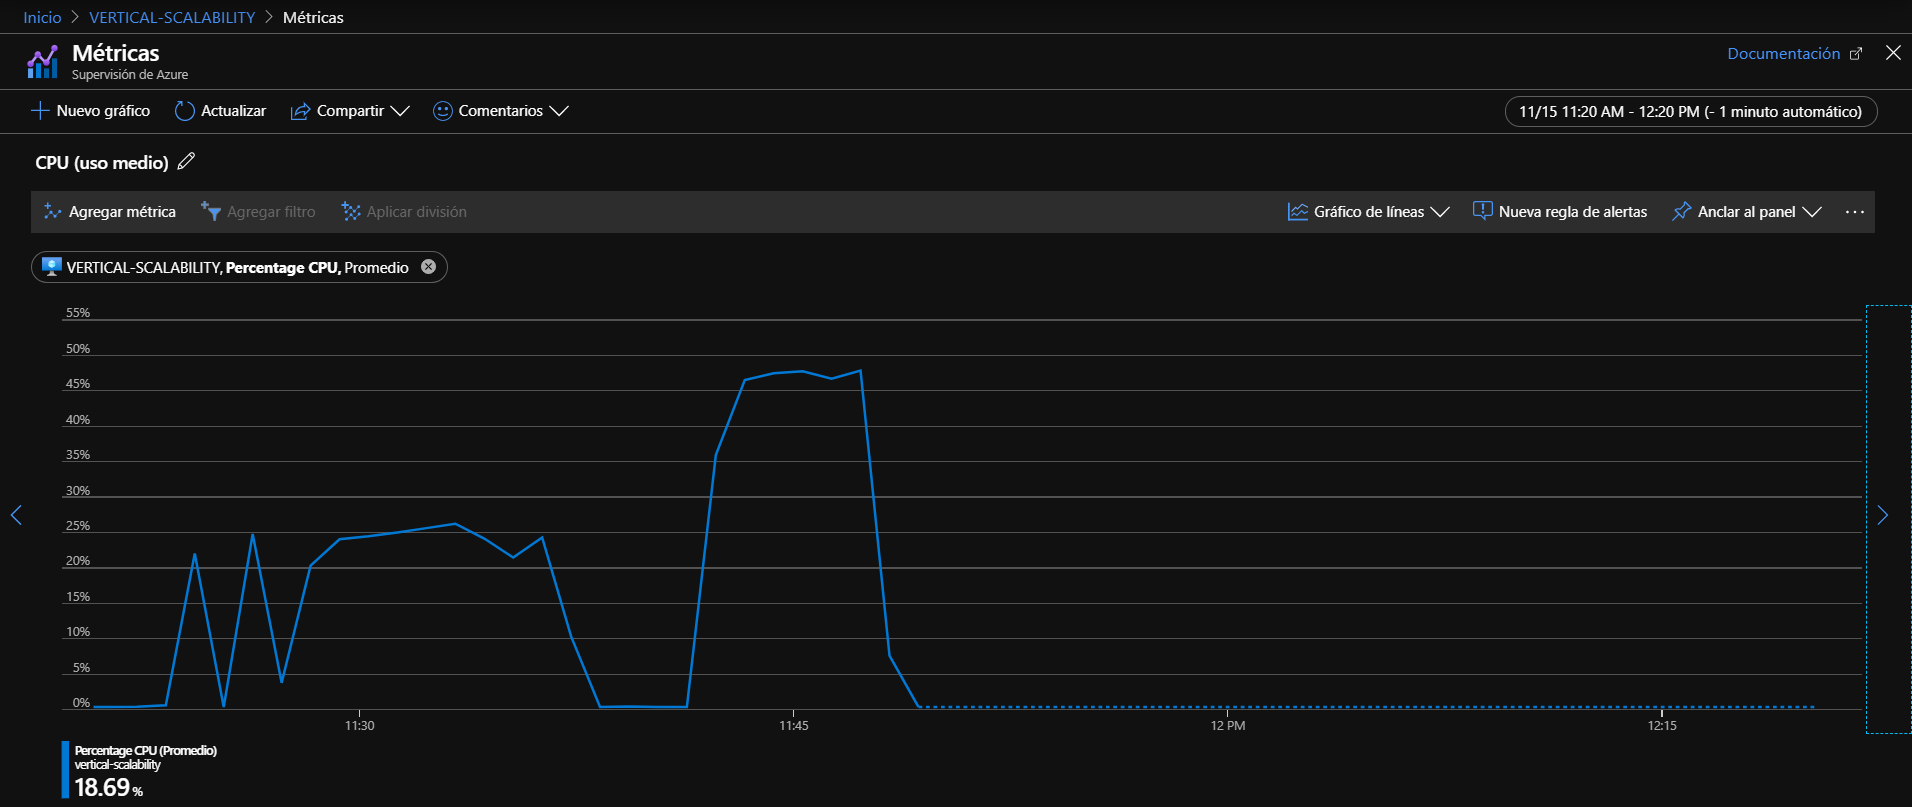 Inicio > VERTICAL-SCALABILITY > Métricas
Métricas
Supervisión de Azure
Documentación
Nuevo gráfico Actualizar Compartir Comentarios
11/15 11:20 AM - 12:20 PM (- 1 minuto automático)
CPU (uso medio)
Agregar métrica Agregar filtro Aplicar división Gráfico de líneas Nueva regla de alertas Anclar al panel ...
VERTICAL-SCALABILITY, Percentage CPU, Promedio
55%
50%
45%
40%
35%
30%
25%
20%
15%
10%
5%
0%
11:30 11:45 12 PM 12:15
Percentage CPU (Promedio)
vertical-scalability
18.69 %